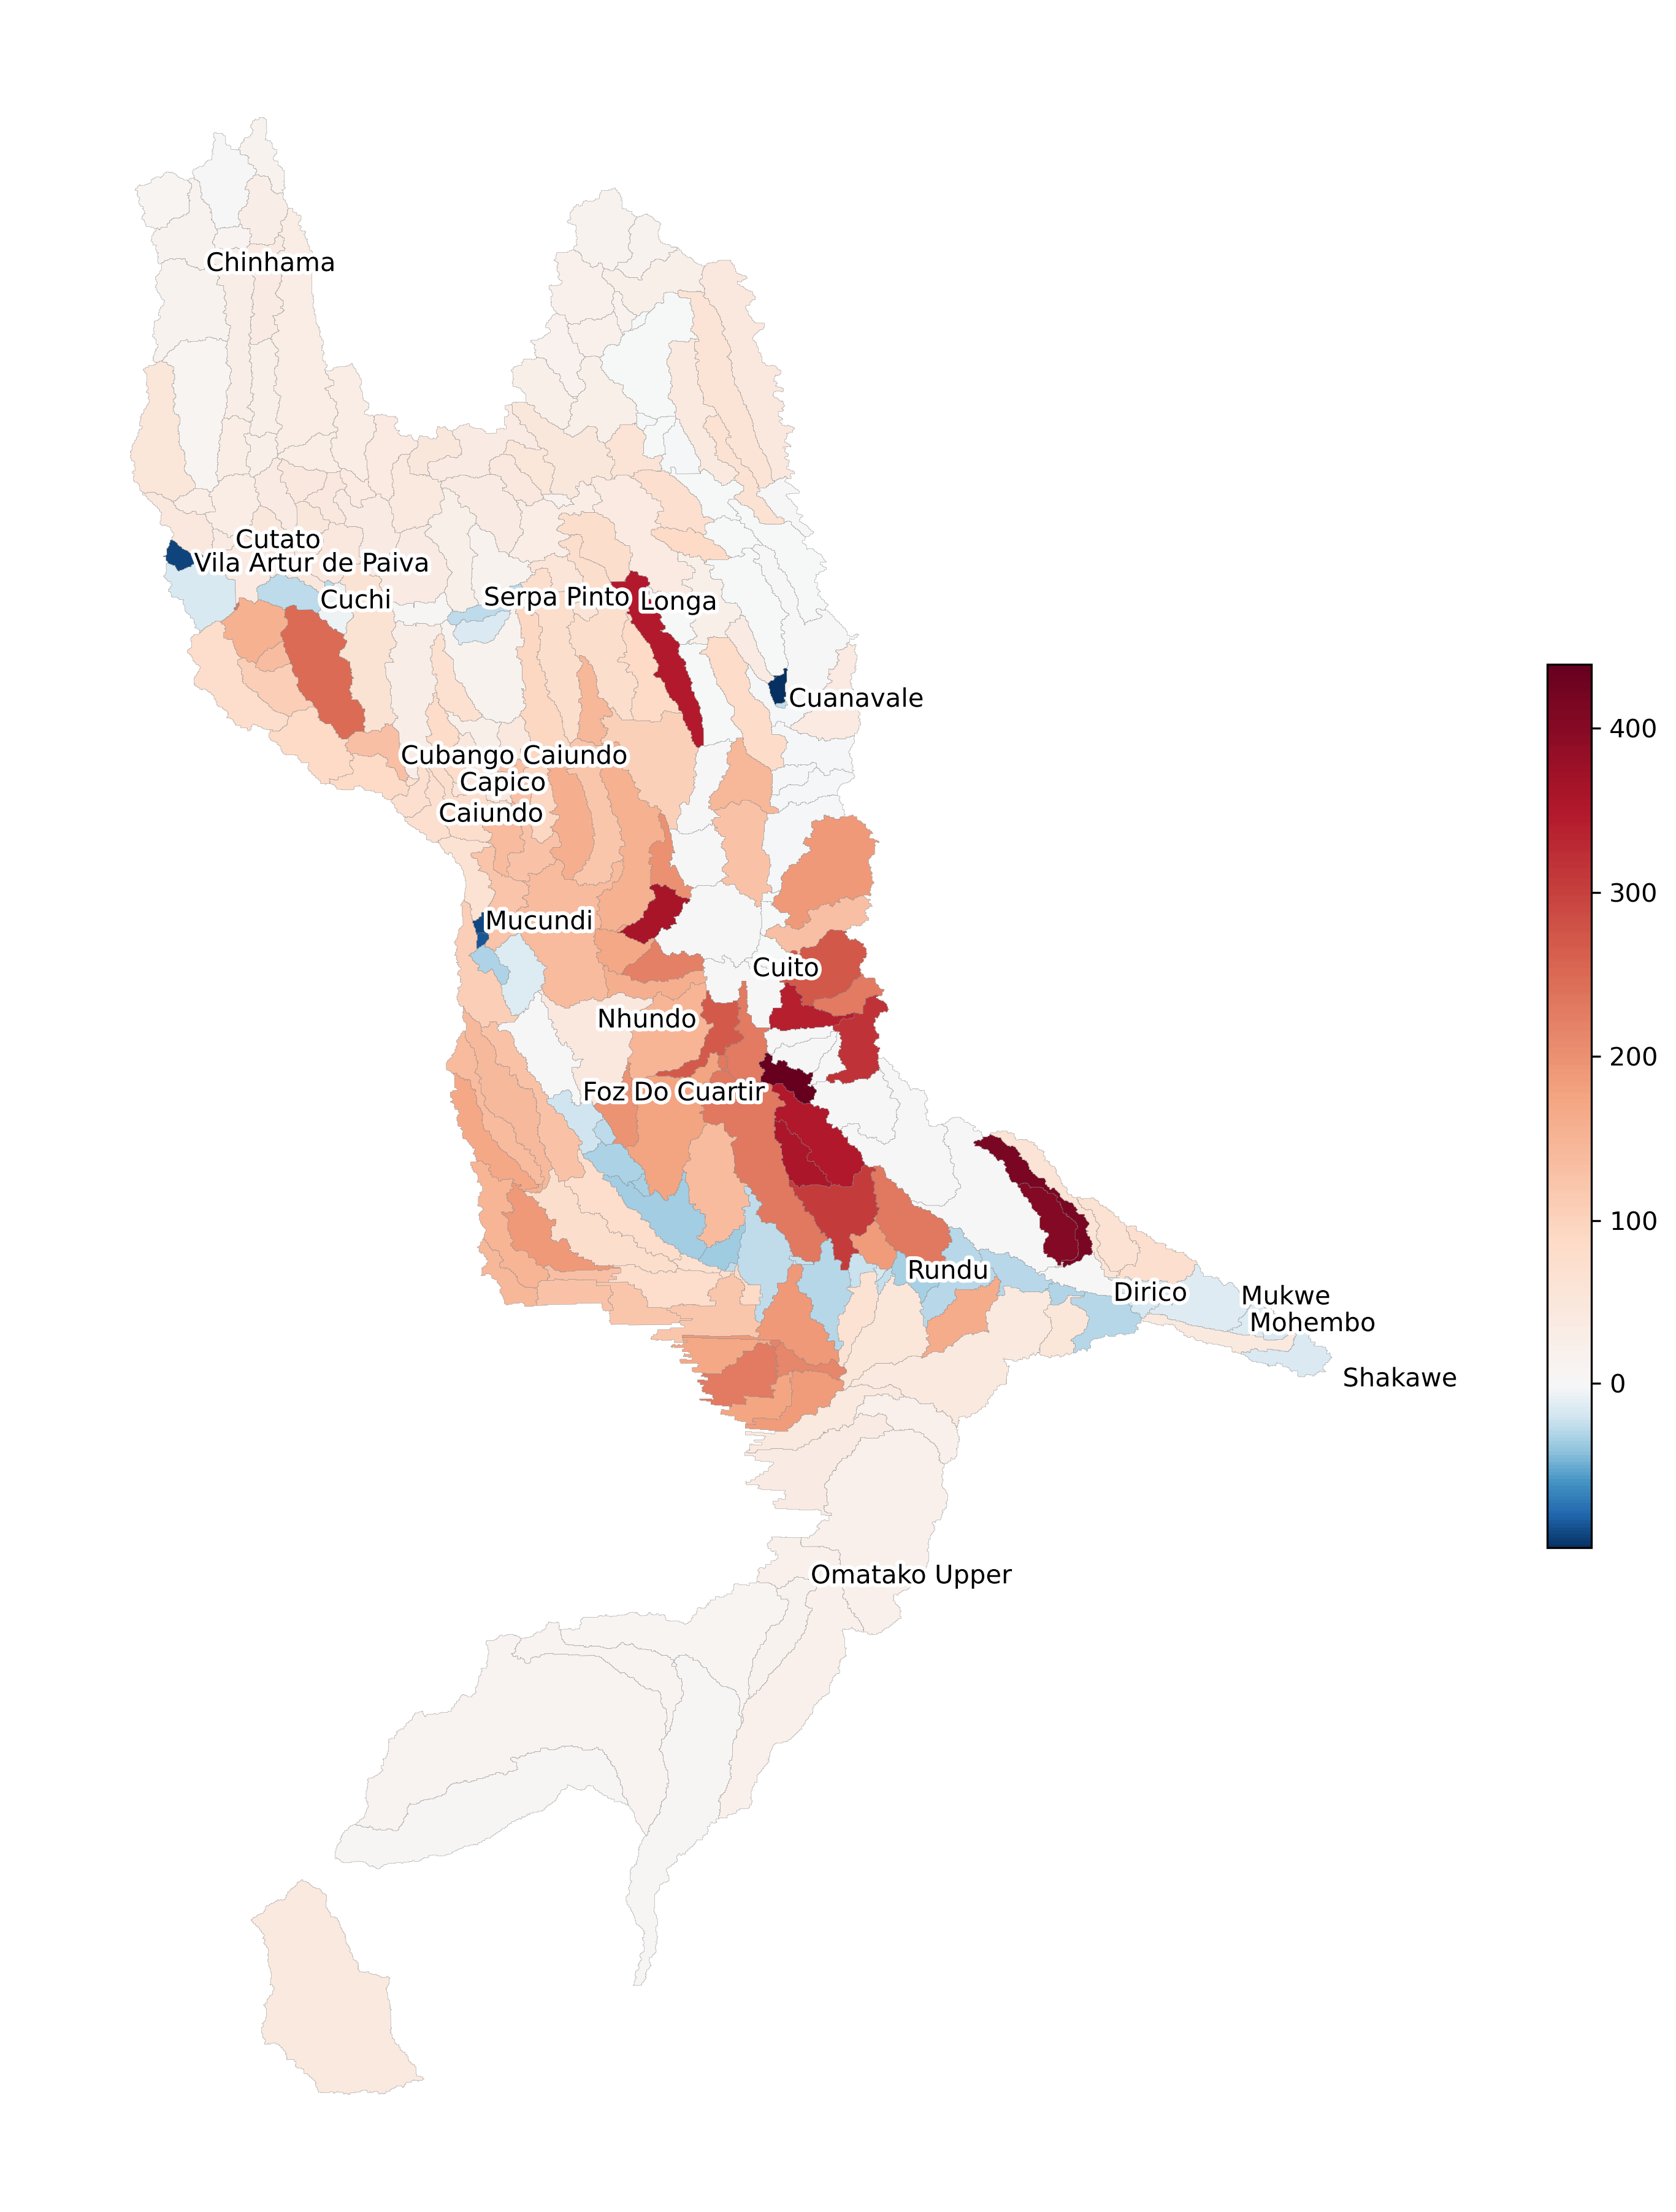 Chinhama
Cutato
Vila Artur de Paiva
Cuchi
Serpa Pinto
Longa
Cuanavale
400
Cubango Caiundo
Capico
Caiundo
300
Mucundi
Cuito
Nhundo
200
Foz Do Cuartir
100
Rundu
Dirico
Mukwe
Mohembo
Shakawe
0
Omatako Upper